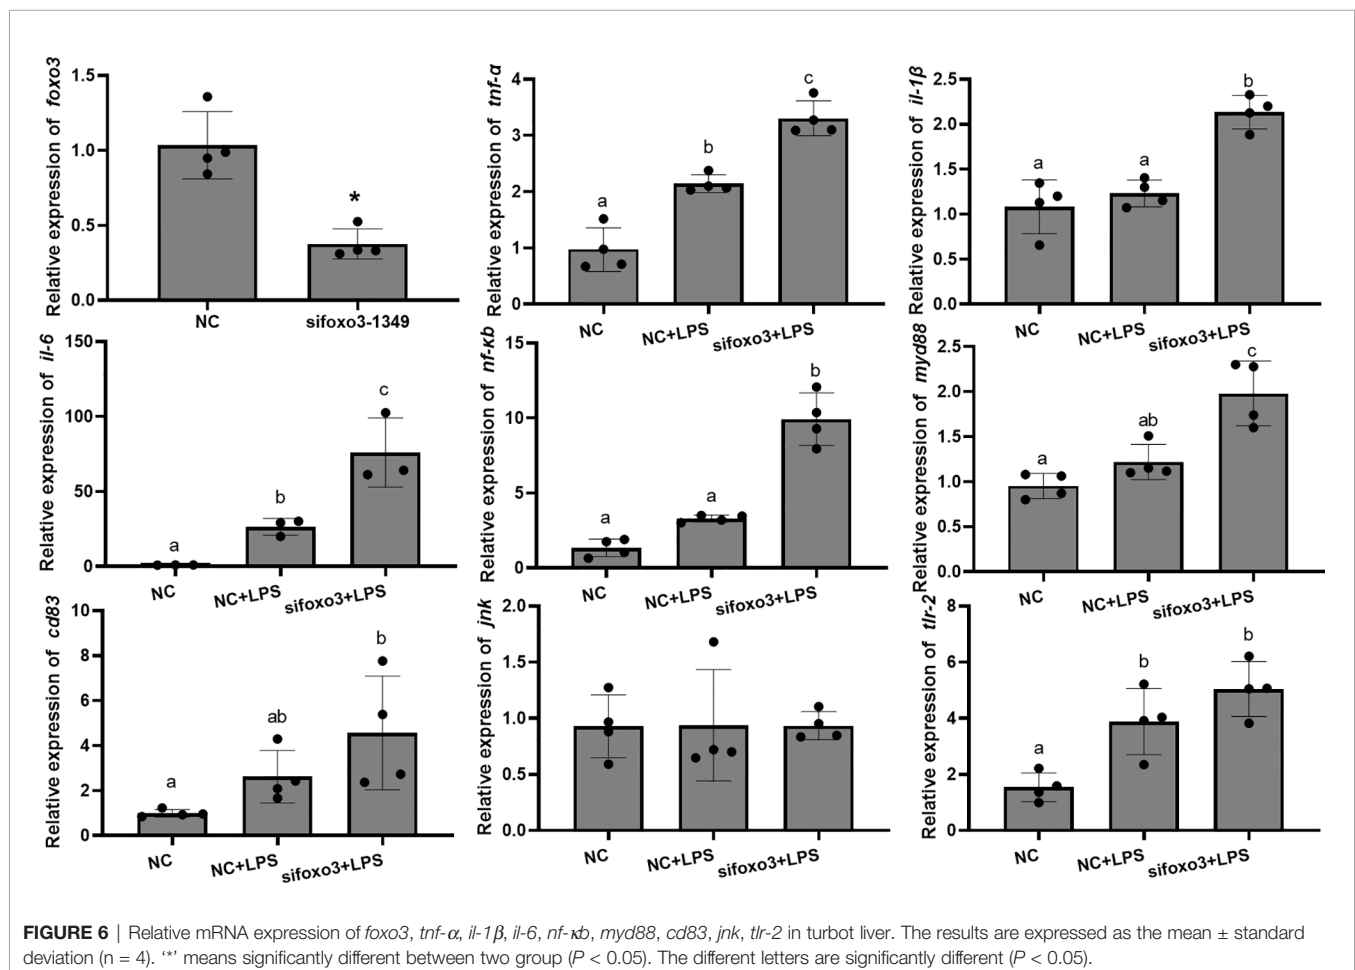 Relative expression of foxo3
1.5
1.0
0.5
0.0
*
NC
sifoxo3-1349
Relative expression of tnf-α
4
3
2
1
0
a
b
c
NC
NC+LPS
sifoxo3+LPS
Relative expression of il-1β
2.5
2.0
1.5
1.0
0.5
0.0
a
a
b
NC
NC+LPS
sifoxo3+LPS
Relative expression of il-6
150
100
50
0
a
b
c
NC
NC+LPS
sifoxo3+LPS
Relative expression of nf-κb
15
10
5
0
a
a
b
NC
NC+LPS
sifoxo3+LPS
Relative expression of myd88
2.5
2.0
1.5
1.0
0.5
0.0
a
ab
c
NC
NC+LPS
sifoxo3+LPS
Relative expression of cd83
10
8
6
4
2
0
a
ab
b
NC
NC+LPS
sifoxo3+LPS
Relative expression of jnk
2.0
1.5
1.0
0.5
0.0
NC
NC+LPS
sifoxo3+LPS
Relative expression of tlr-2
8
6
4
2
0
a
b
b
NC
NC+LPS
sifoxo3+LPS
FIGURE 6 | Relative mRNA expression of foxo3, tnf-α, il-1β, il-6, nf-κb, myd88, cd83, jnk, tlr-2 in turbot liver. The results are expressed as the mean ± standard
deviation (n = 4). ‘*’ means significantly different between two group (P < 0.05). The different letters are significantly different (P < 0.05).